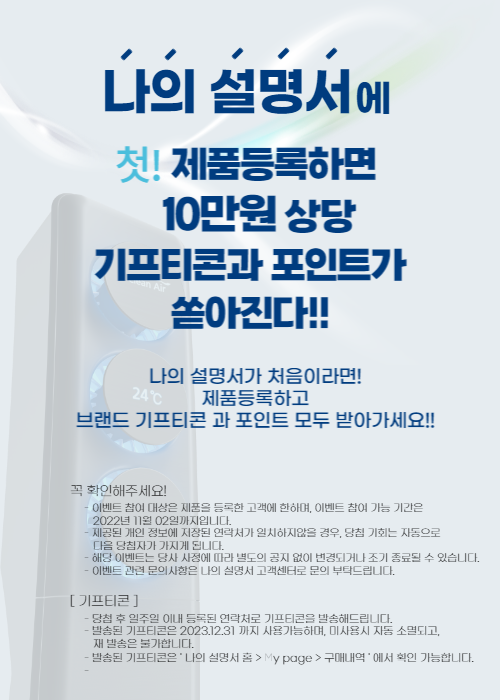 나의 설명서에
첫! 제품등록하면
10만원 상당
기프티콘과 포인트가
쏟아진다!!
24℃
나의 설명서가 처음이라면!
제품등록하고
브랜드 기프티콘 과 포인트 모두 받아가세요!!
꼭 확인해주세요!
- 이벤트 참여 대상은 제품을 등록한 고객에 한하며, 이벤트 참여 가능 기간은
2022년 11월 02일까지입니다.
- 제공된 개인 정보에 저장된 연락처가 일치하지않을 경우, 당첨 기회는 자동으로
다음 당첨자가 가지게 됩니다.
- 해당 이벤트는 당사 사정에 따라 별도의 공지 없이 변경되거나 조기 종료될 수 있습니다.
- 이벤트 관련 문의사항은 나의 설명서 고객센터로 문의 부탁드립니다.
[ 기프티콘 ]
- 당첨 후 일주일 이내 등록된 연락처로 기프티콘을 발송해드립니다.
- 발송된 기프티콘은 2023.12.31 까지 사용가능하며, 미사용시 자동 소멸되고,
재 발송은 불가합니다.
- 발송된 기프티콘은 ' 나의 설명서 홈 > My page > 구매내역 ' 에서 확인 가능합니다.
-